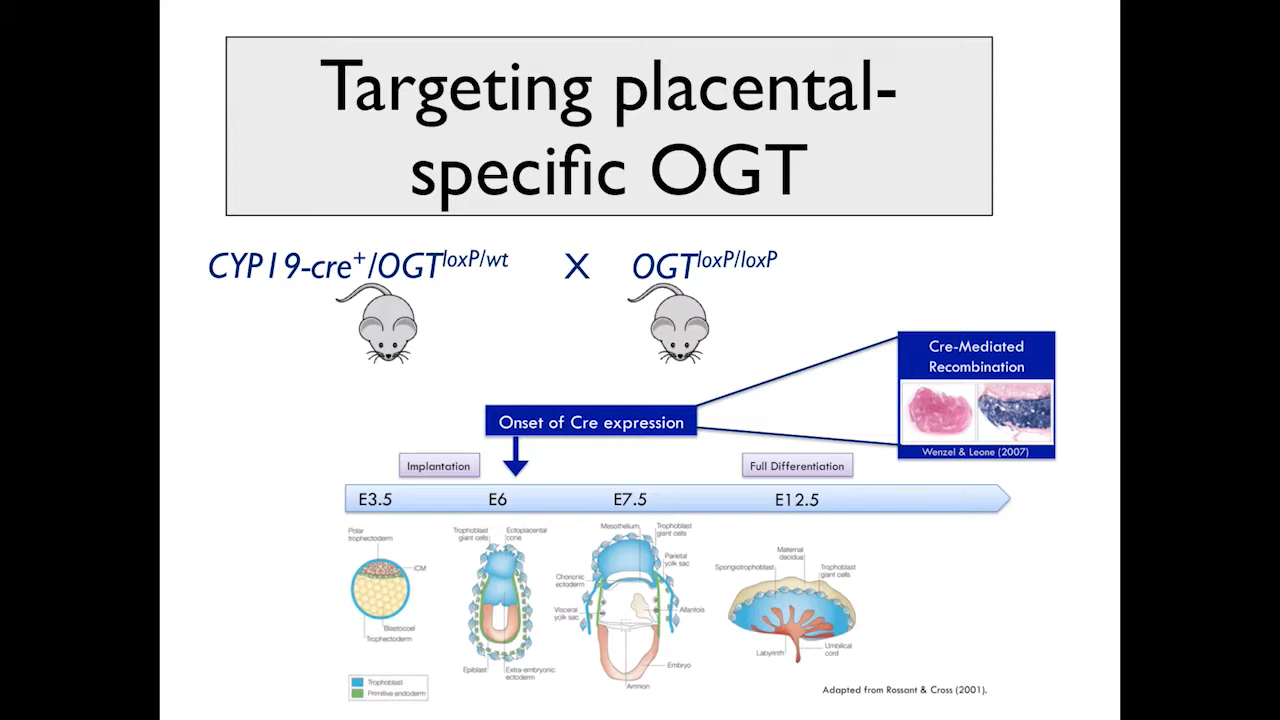 Targeting placental-
specific OGT
CYP19-cre+/OGTloxP/wt X OGTloxP/loxP
Cre-Mediated
Recombination
Wenzel & Leone (2007)
Onset of Cre expression
Implantation
Full Differentiation
E3.5 E6 E7.5 E12.5
Polar
trophectoderm
ICM
Blastocoel
Trophectoderm
Trophoblast
giant cells
Ectoplacental
cone
Epiblast
Extra-embryonic
ectoderm
Mesothelium
Trophoblast
giant cells
Parietal
yolk sac
Chorionic
ectoderm
Visceral
yolk sac
Allantois
Embryo
Amnion
Maternal
decidua
Spongiotrophoblast
Trophoblast
giant cells
Labyrinth
Umbilical
cord
Trophoblast
Primitive endoderm
Adapted from Rossant & Cross (2001).